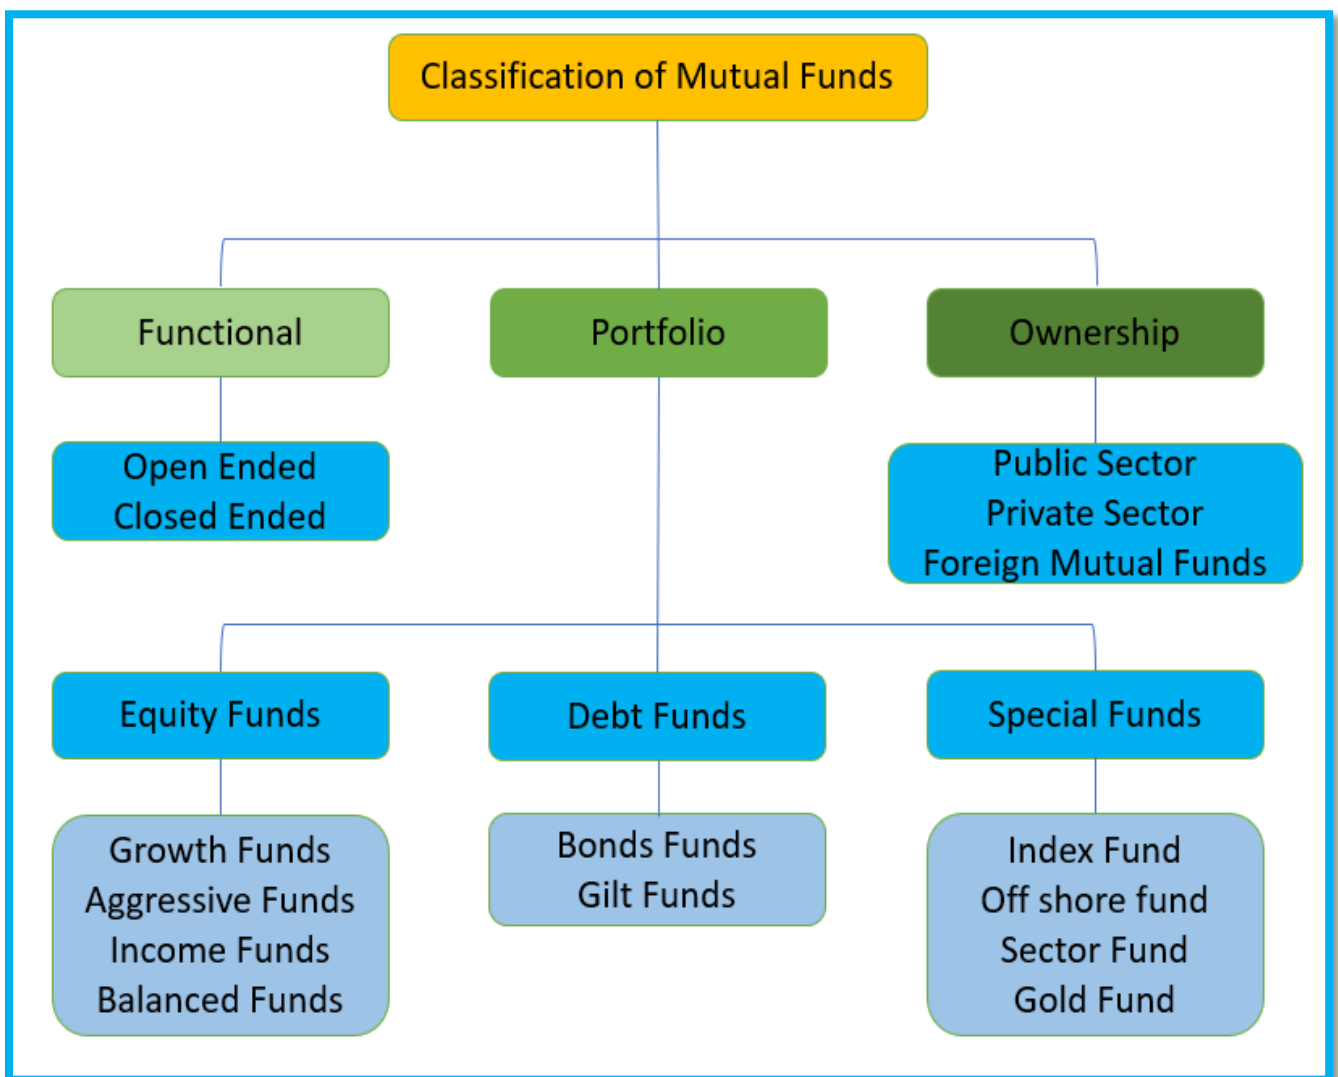 Classification of Mutual Funds
Functional
Portfolio
Ownership
Open Ended
Closed Ended
Public Sector
Private Sector
Foreign Mutual Funds
Equity Funds
Debt Funds
Special Funds
Growth Funds
Aggressive Funds
Income Funds
Balanced Funds
Bonds Funds
Gilt Funds
Index Fund
Off shore fund
Sector Fund
Gold Fund